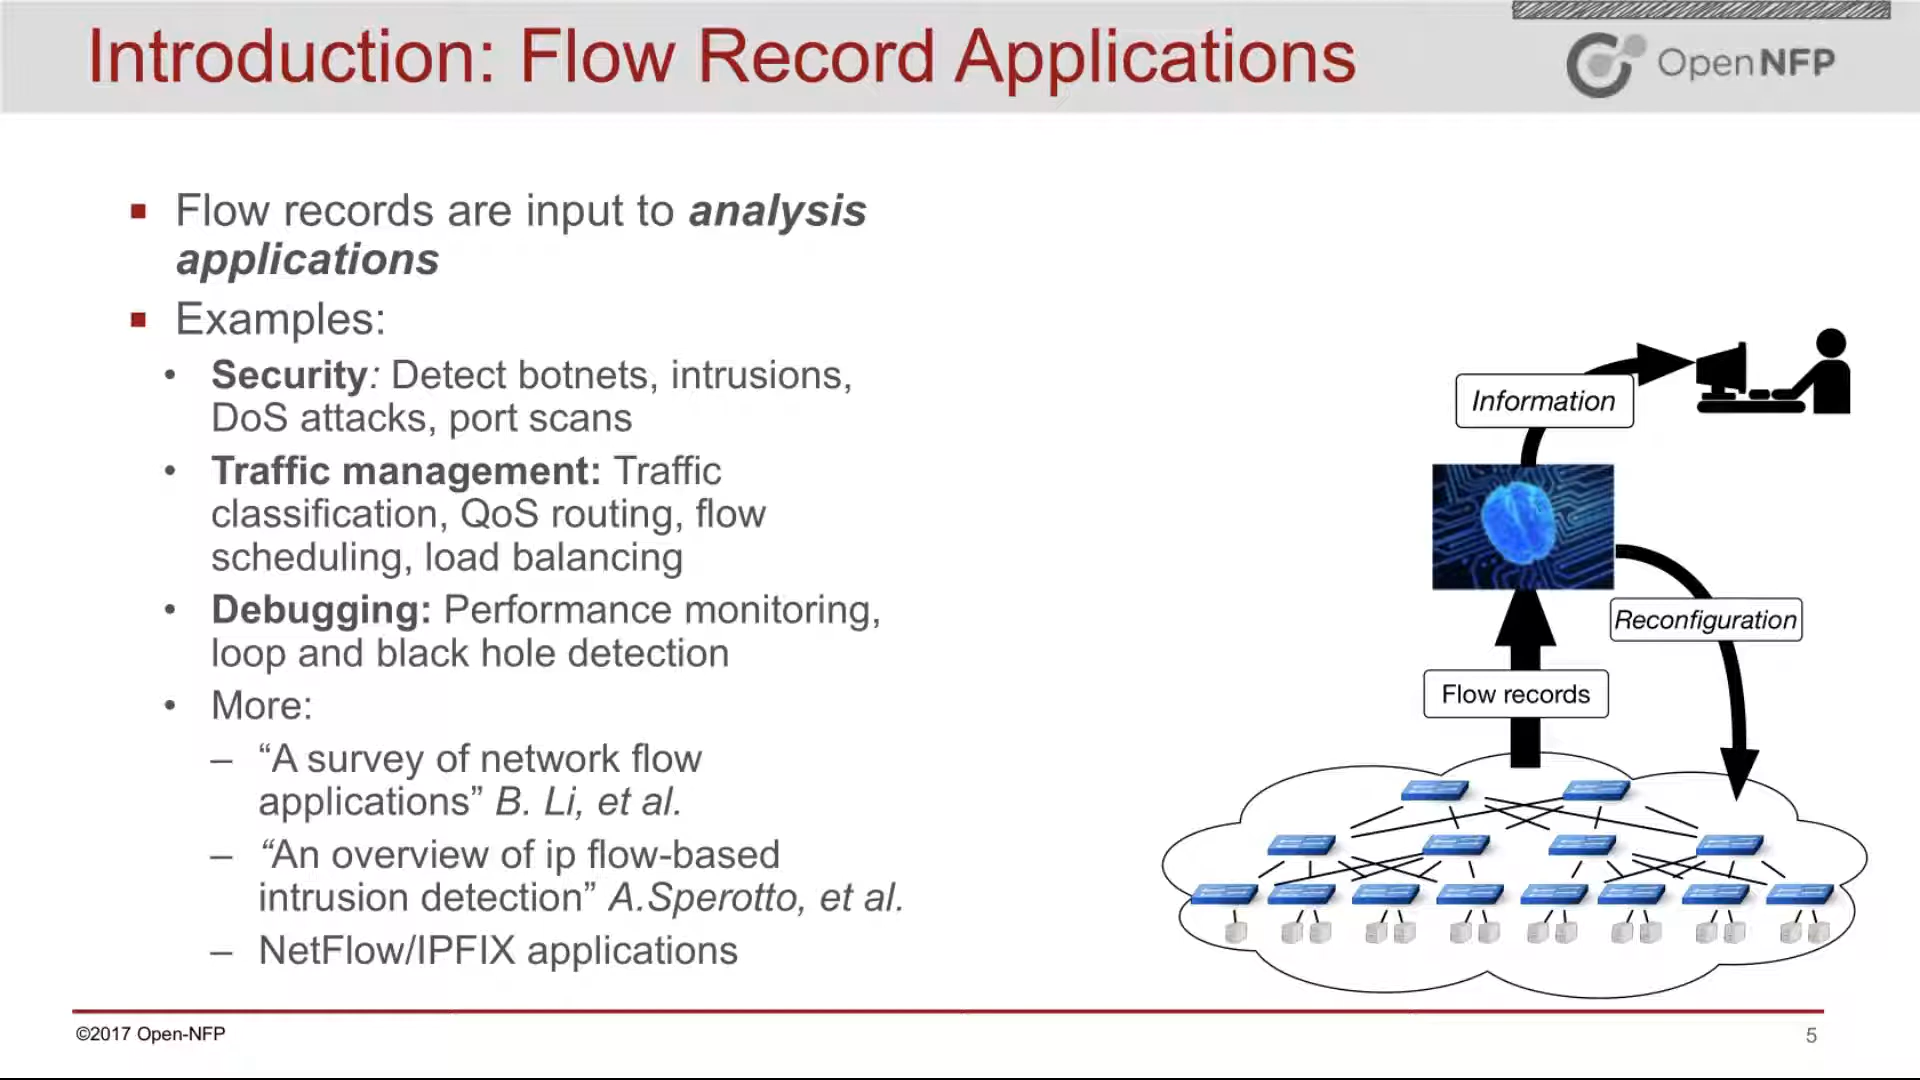 Introduction: Flow Record Applications
Open NFP
▪ Flow records are input to analysis
applications
▪ Examples:
• Security: Detect botnets, intrusions,
DoS attacks, port scans
• Traffic management: Traffic
classification, QoS routing, flow
scheduling, load balancing
• Debugging: Performance monitoring,
loop and black hole detection
• More:
– “A survey of network flow
applications” B. Li, et al.
– “An overview of ip flow-based
intrusion detection” A.Sperotto, et al.
– NetFlow/IPFIX applications
Information
Reconfiguration
Flow records
©2017 Open-NFP
5